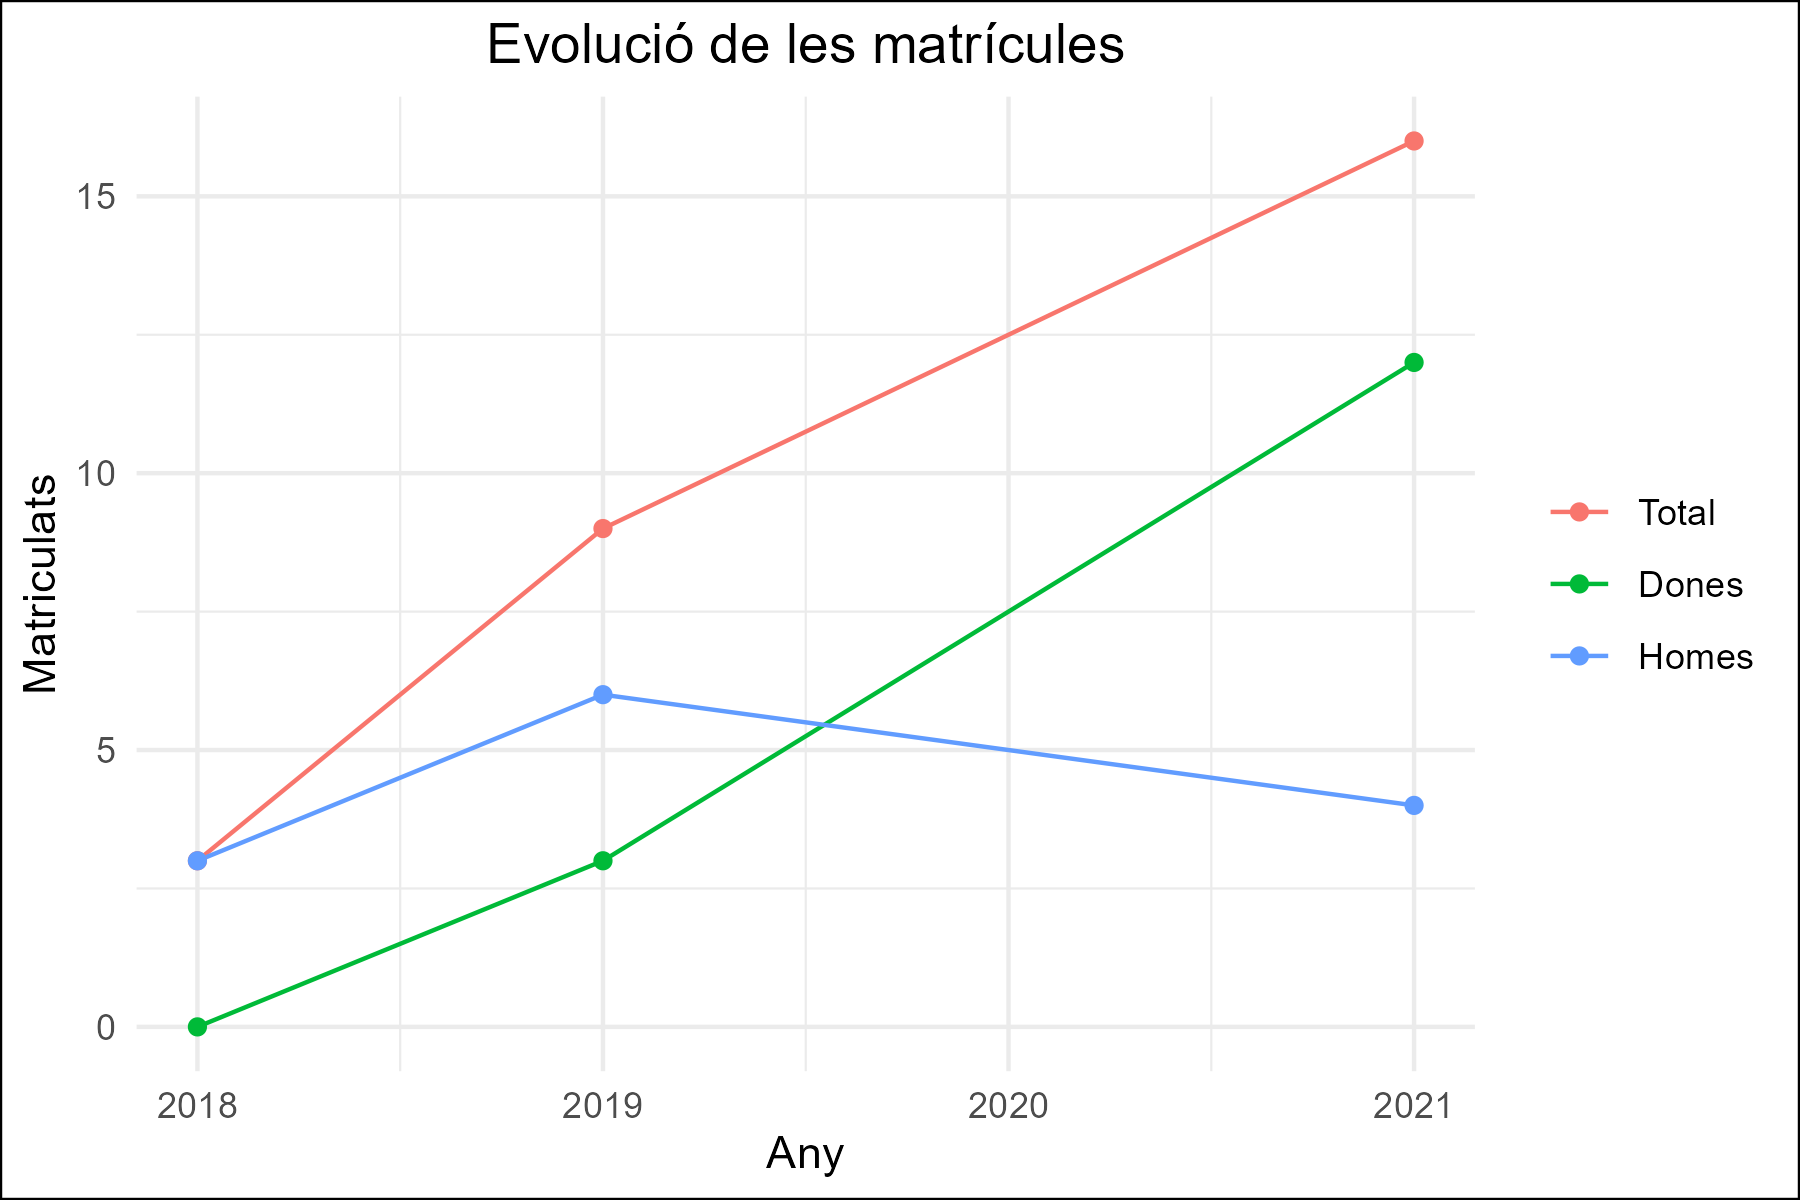 Evolució de les matrícules
Matriculats
15
10
5
0
2018
2019
2020
2021
Any
Total
Dones
Homes